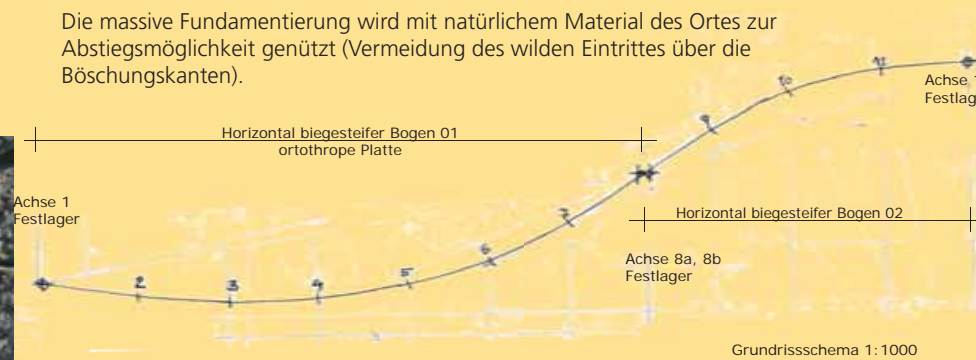 Die massive Fundamentierung wird mit natürlichem Material des Ortes zur
Abstiegsmöglichkeit genützt (Vermeidung des wilden Eintrittes über die
Böschungskanten).
Horizontal biegesteifer Bogen 01
ortothrope Platte
Achse 1
Festlager
2
3
4
5
6
7
9
10
11
Achse
Horizontal biegesteifer Bogen 02
Achse 8a, 8b
Festlager
Grundrissschema 1:1000